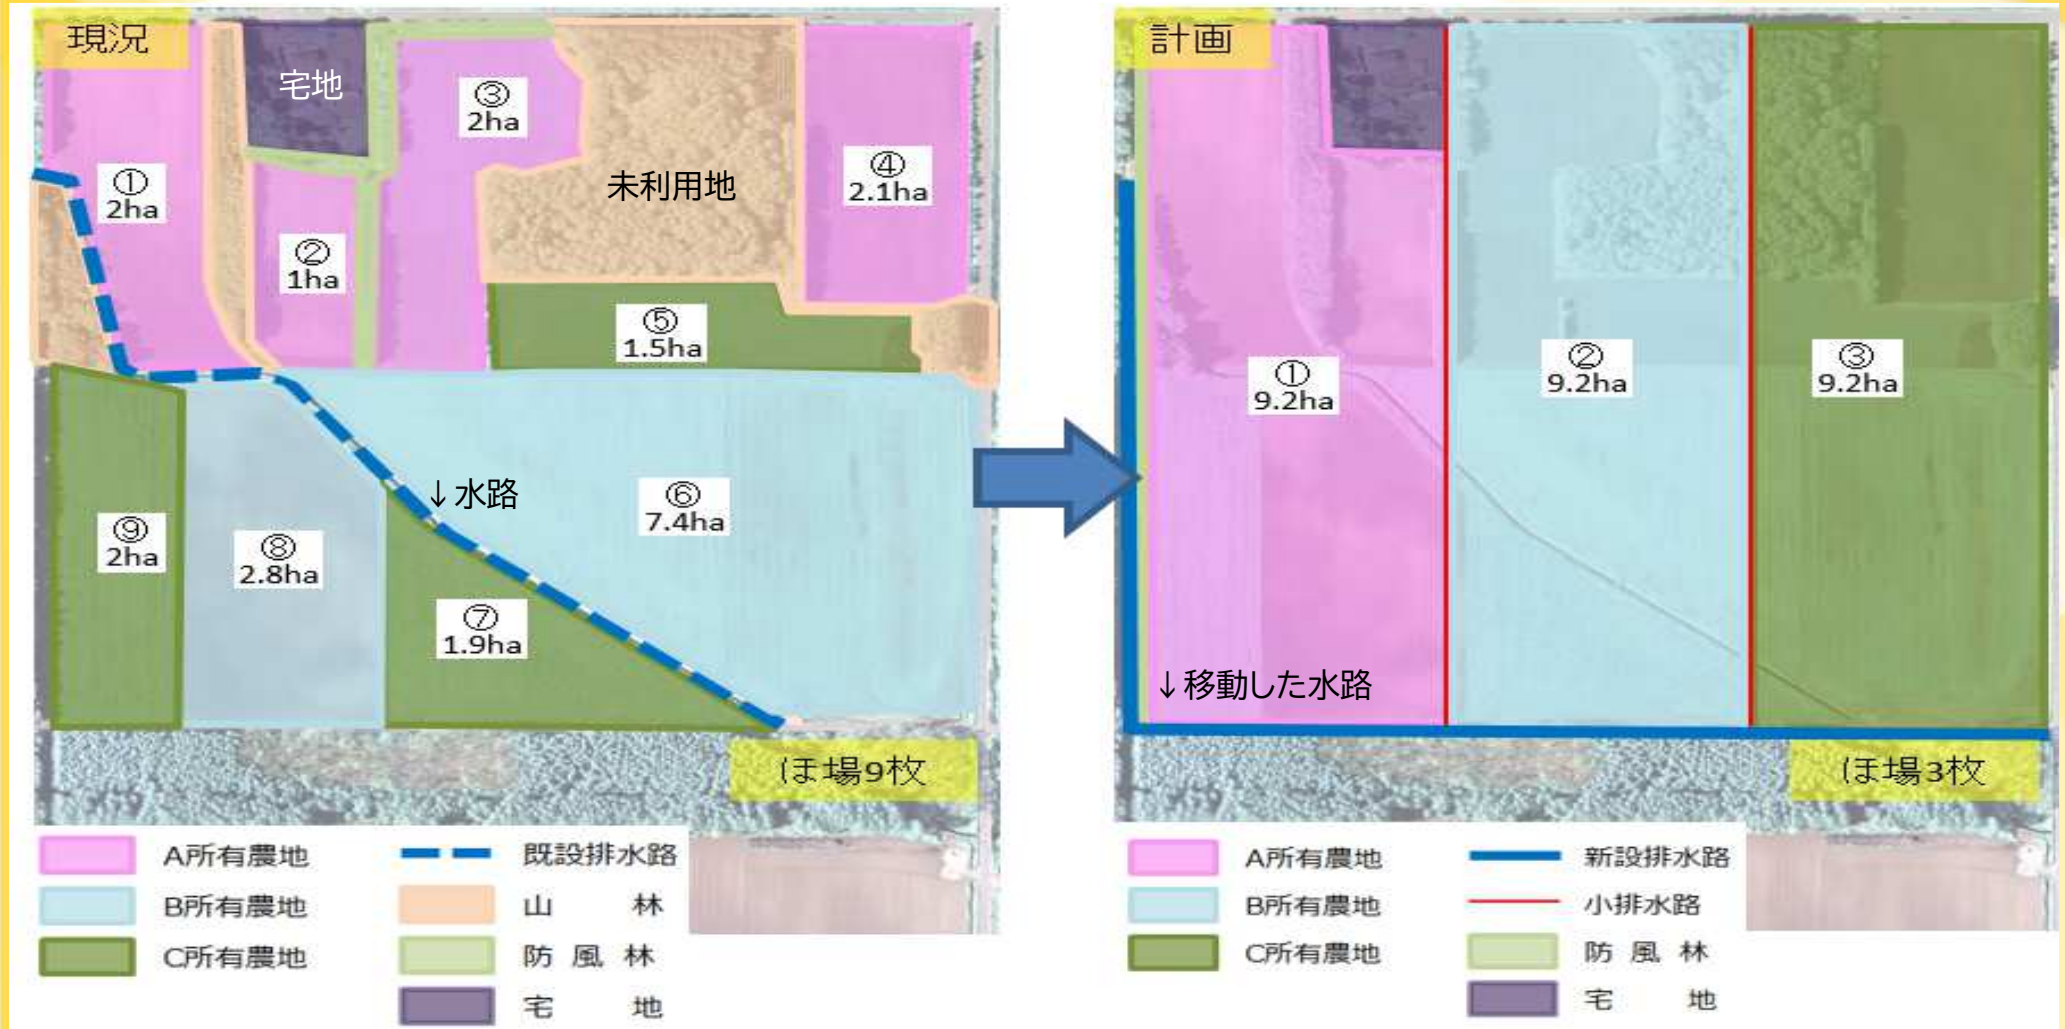 現況
宅地
③
2ha
④
2.1ha
①
2ha
未利用地
②
1ha
⑤
1.5ha
↓水路
⑥
7.4ha
⑨
2ha
⑧
2.8ha
⑦
1.9ha
ほ場9枚
A所有農地
B所有農地
C所有農地
既設排水路
山 林
防 風 林
宅 地
計画
①
9.2ha
②
9.2ha
③
9.2ha
↓移動した水路
ほ場3枚
A所有農地
B所有農地
C所有農地
新設排水路
小排水路
防 風 林
宅 地